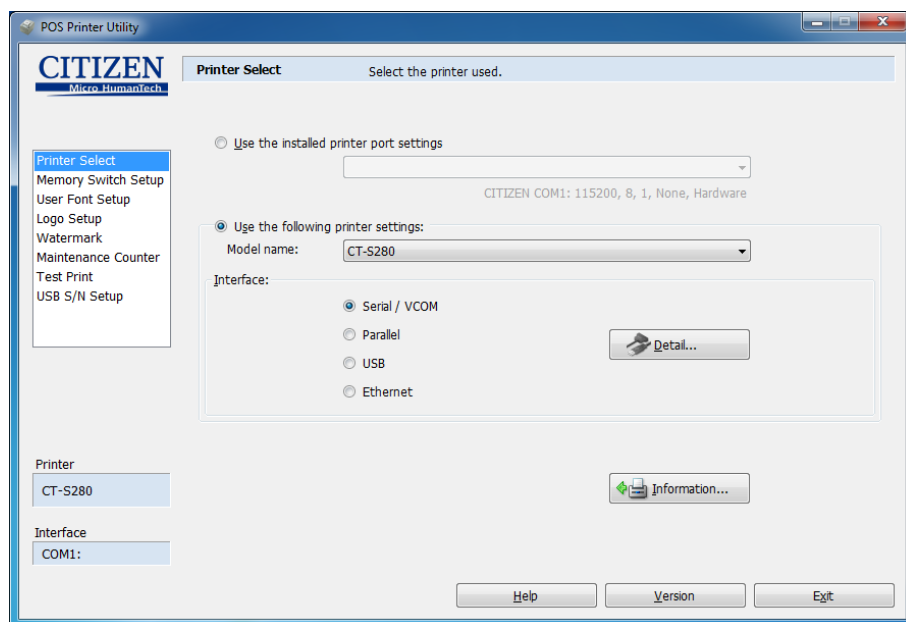 POS Printer Utility
CITIZEN
Micro HumanTech
Printer Select
Select the printer used.
Use the installed printer port settings
CITIZEN COM1: 115200, 8, 1, None, Hardware
Printer Select
Memory Switch Setup
User Font Setup
Logo Setup
Watermark
Maintenance Counter
Test Print
USB S/N Setup
Use the following printer settings:
Model name:
CT-S280
Interface:
Serial / VCOM
Parallel
USB
Ethernet
Detail...
Printer
CT-S280
Information...
Interface
COM1:
Help
Version
Exit